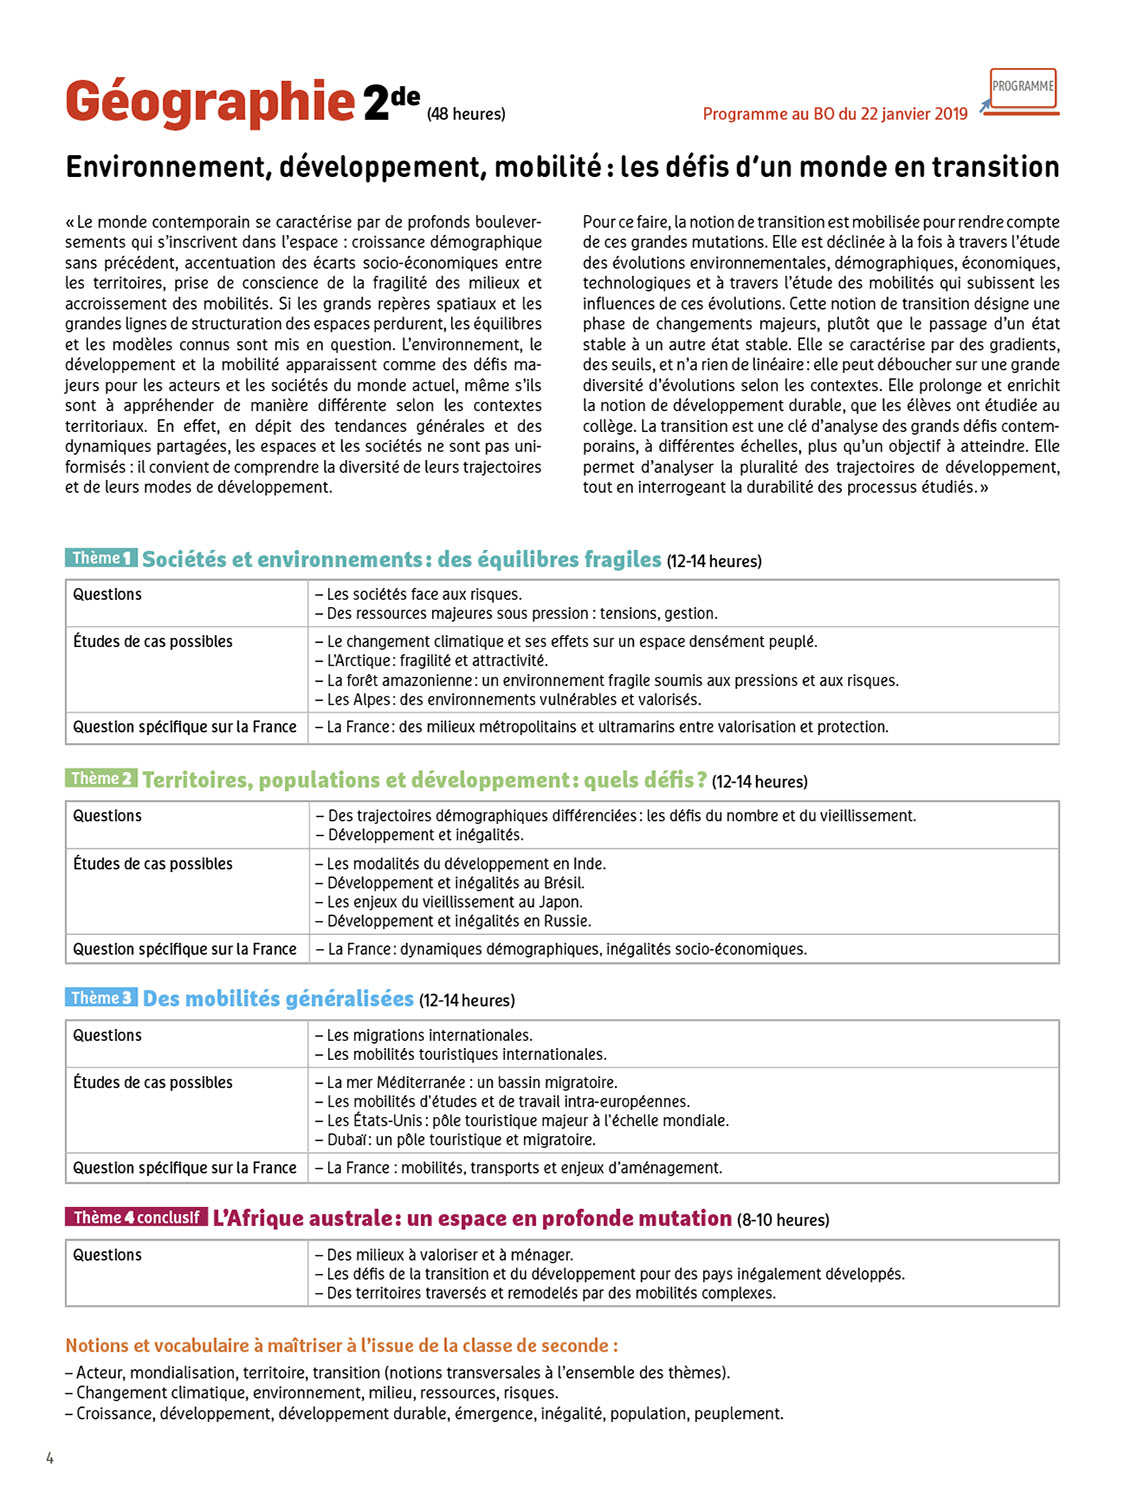 Géographie 2de (48 heures)
Programme au BO du 22 janvier 2019
PROGRAMME
Environnement, développement, mobilité : les défis d’un monde en transition
« Le monde contemporain se caractérise par de profonds boulever-
sements qui s’inscrivent dans l’espace : croissance démographique
sans précédent, accentuation des écarts socio-économiques entre
les territoires, prise de conscience de la fragilité des milieux et
accroissement des mobilités. Si les grands repères spatiaux et les
grandes lignes de structuration des espaces perdurent, les équilibres
et les modèles connus sont mis en question. L’environnement, le
développement et la mobilité apparaissent comme des défis ma-
jeurs pour les acteurs et les sociétés du monde actuel, même s’ils
sont à appréhender de manière différente selon les contextes
territoriaux. En effet, en dépit des tendances générales et des
dynamiques partagées, les espaces et les sociétés ne sont pas uni-
formisés : il convient de comprendre la diversité de leurs trajectoires
et de leurs modes de développement.
Pour ce faire, la notion de transition est mobilisée pour rendre compte
de ces grandes mutations. Elle est déclinée à la fois à travers l’étude
des évolutions environnementales, démographiques, économiques,
technologiques et à travers l’étude des mobilités qui subissent les
influences de ces évolutions. Cette notion de transition désigne une
phase de changements majeurs, plutôt que le passage d’un état
stable à un autre état stable. Elle se caractérise par des gradients,
des seuils, et n’a rien de linéaire : elle peut déboucher sur une grande
diversité d’évolutions selon les contextes. Elle prolonge et enrichit
la notion de développement durable, que les élèves ont étudiée au
collège. La transition est une clé d’analyse des grands défis contem-
porains, à différentes échelles, plus qu’un objectif à atteindre. Elle
permet d’analyser la pluralité des trajectoires de développement,
tout en interrogeant la durabilité des processus étudiés. »
Thème 1 Sociétés et environnements : des équilibres fragiles (12-14 heures)
Questions
– Les sociétés face aux risques.
– Des ressources majeures sous pression : tensions, gestion.
Études de cas possibles
– Le changement climatique et ses effets sur un espace densément peuplé.
– L’Arctique : fragilité et attractivité.
– La forêt amazonienne : un environnement fragile soumis aux pressions et aux risques.
– Les Alpes : des environnements vulnérables et valorisés.
Question spécifique sur la France
– La France : des milieux métropolitains et ultramarins entre valorisation et protection.
Thème 2 Territoires, populations et développement : quels défis ? (12-14 heures)
Questions
– Des trajectoires démographiques différenciées : les défis du nombre et du vieillissement.
– Développement et inégalités.
Études de cas possibles
– Les modalités du développement en Inde.
– Développement et inégalités au Brésil.
– Les enjeux du vieillissement au Japon.
– Développement et inégalités en Russie.
Question spécifique sur la France
– La France : dynamiques démographiques, inégalités socio-économiques.
Thème 3 Des mobilités généralisées (12-14 heures)
Questions
– Les migrations internationales.
– Les mobilités touristiques internationales.
Études de cas possibles
– La mer Méditerranée : un bassin migratoire.
– Les mobilités d’études et de travail intra-européennes.
– Les États-Unis : pôle touristique majeur à l’échelle mondiale.
– Dubaï : un pôle touristique et migratoire.
Question spécifique sur la France
– La France : mobilités, transports et enjeux d’aménagement.
Thème 4 conclusif L’Afrique australe : un espace en profonde mutation (8-10 heures)
Questions
– Des milieux à valoriser et à ménager.
– Les défis de la transition et du développement pour des pays inégalement développés.
– Des territoires traversés et remodelés par des mobilités complexes.
Notions et vocabulaire à maîtriser à l’issue de la classe de seconde :
– Acteur, mondialisation, territoire, transition (notions transversales à l’ensemble des thèmes).
– Changement climatique, environnement, milieu, ressources, risques.
– Croissance, développement, développement durable, émergence, inégalité, population, peuplement.
4